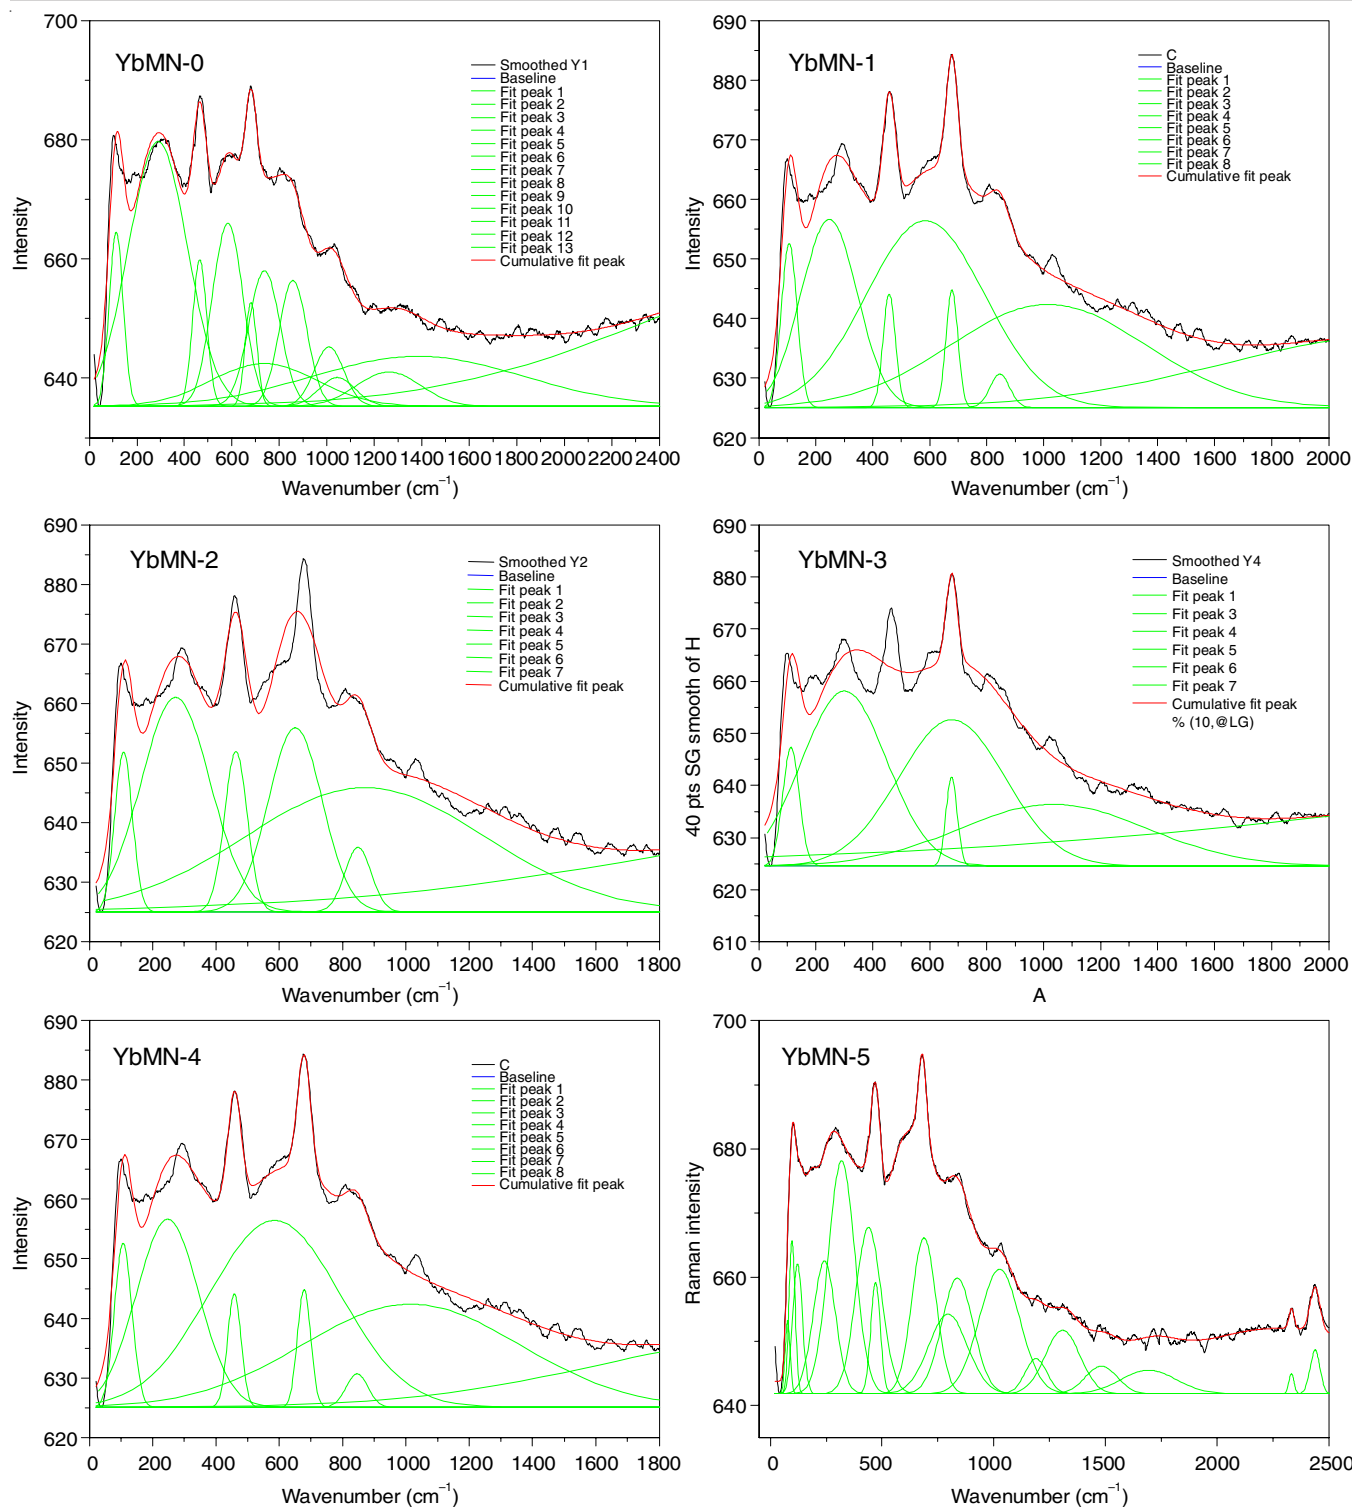 700
680
660
640
Intensity
YbMN-0
Smoothed Y1
Baseline
Fit peak 1
Fit peak 2
Fit peak 3
Fit peak 4
Fit peak 5
Fit peak 6
Fit peak 7
Fit peak 8
Fit peak 9
Fit peak 10
Fit peak 11
Fit peak 12
Fit peak 13
Cumulative fit peak
0 200 400 600 800 1000 1200 1400 1600 1800 2000 2200 2400
Wavenumber (cm⁻¹)
690
880
670
660
650
640
630
620
Intensity
YbMN-1
C
Baseline
Fit peak 1
Fit peak 2
Fit peak 3
Fit peak 4
Fit peak 5
Fit peak 6
Fit peak 7
Fit peak 8
Cumulative fit peak
0 200 400 600 800 1000 1200 1400 1600 1800 2000
Wavenumber (cm⁻¹)
690
880
670
660
650
640
630
620
Intensity
YbMN-2
Smoothed Y2
Baseline
Fit peak 1
Fit peak 2
Fit peak 3
Fit peak 4
Fit peak 5
Fit peak 6
Fit peak 7
Cumulative fit peak
0 200 400 600 800 1000 1200 1400 1600 1800
Wavenumber (cm⁻¹)
690
880
670
660
650
640
630
620
610
40 pts SG smooth of H
YbMN-3
Smoothed Y4
Baseline
Fit peak 1
Fit peak 3
Fit peak 4
Fit peak 5
Fit peak 6
Fit peak 7
Cumulative fit peak
% (10,@LG)
0 200 400 600 800 1000 1200 1400 1600 1800 2000
A
690
880
670
660
650
640
630
620
Intensity
YbMN-4
C
Baseline
Fit peak 1
Fit peak 2
Fit peak 3
Fit peak 4
Fit peak 5
Fit peak 6
Fit peak 7
Fit peak 8
Cumulative fit peak
0 200 400 600 800 1000 1200 1400 1600 1800
Wavenumber (cm⁻¹)
700
680
660
640
Raman intensity
YbMN-5
0 500 1000 1500 2000 2500
Wavenumber (cm⁻¹)